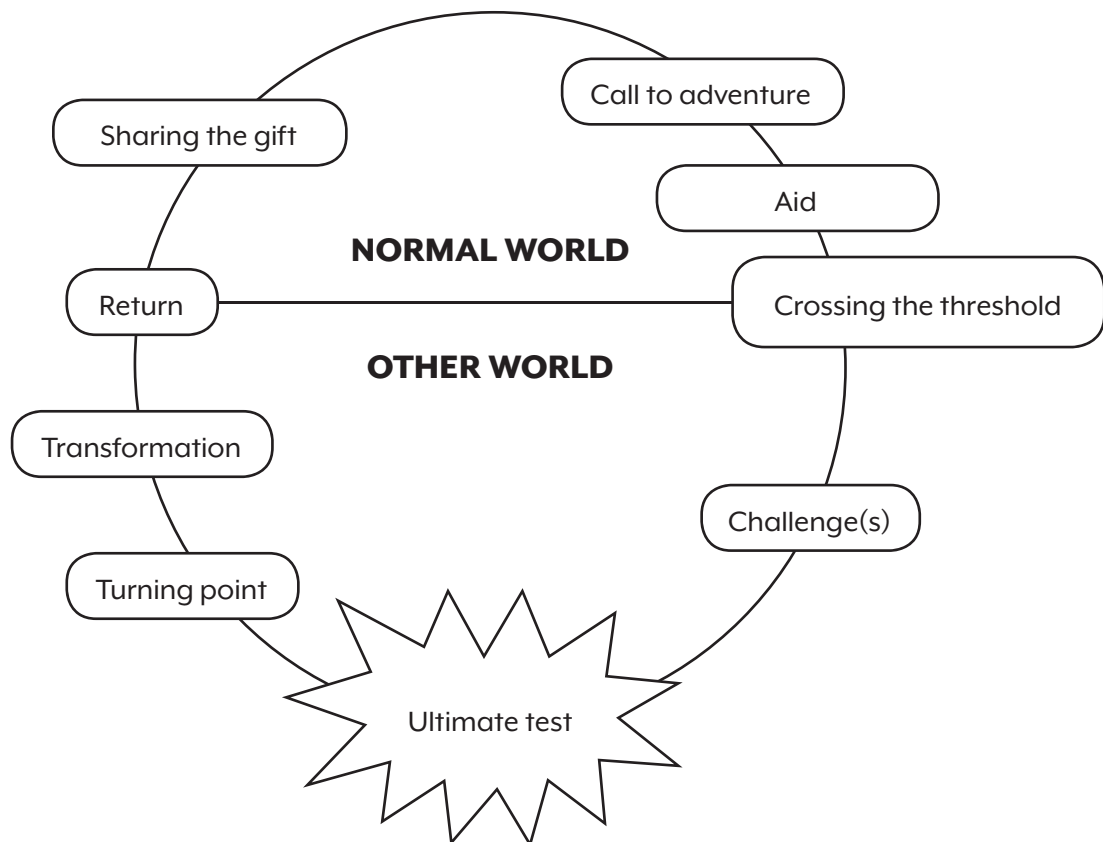 Call to adventure
Sharing the gift
Aid
NORMAL WORLD
Return
Crossing the threshold
OTHER WORLD
Transformation
Challenge(s)
Turning point
Ultimate test